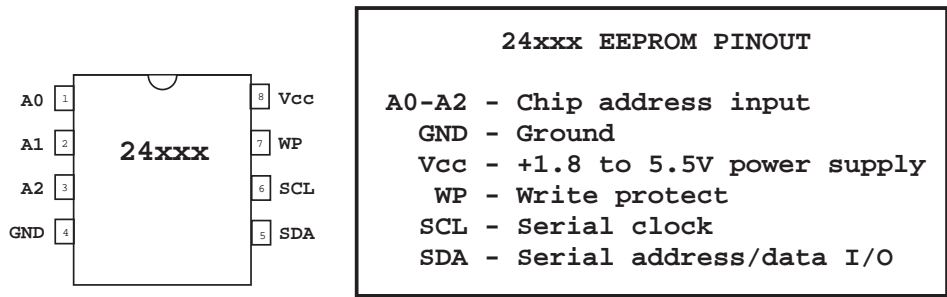 A0 1
8 Vcc
A1 2
24xxx
7 WP
A2 3
6 SCL
GND 4
5 SDA
24xxx EEPROM PINOUT
A0-A2 - Chip address input
GND - Ground
Vcc - +1.8 to 5.5V power supply
WP - Write protect
SCL - Serial clock
SDA - Serial address/data I/O